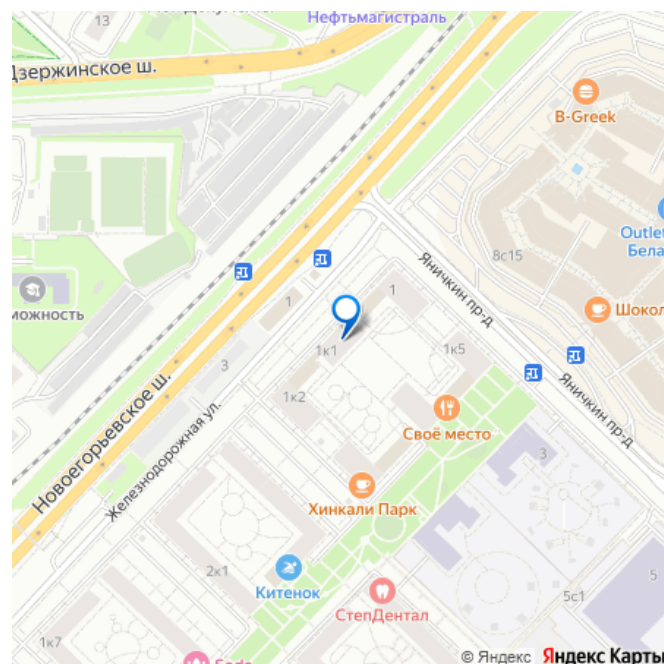 Нефтьмагистраль
Дзержинское ш.
B-Greek
Outlet
Бела
8с15
Яничкин пр-д
можность
1
1
Шокол
1к1
1к5
3
1к2
Яничкин пр-д
Новоегорьевское ш.
Железнодорожная ул.
Своё место
3
Хинкали Парк
2к1
Китенок
5
5с1
СтепДентал
1к7
© Яндекс Яндекс Карты